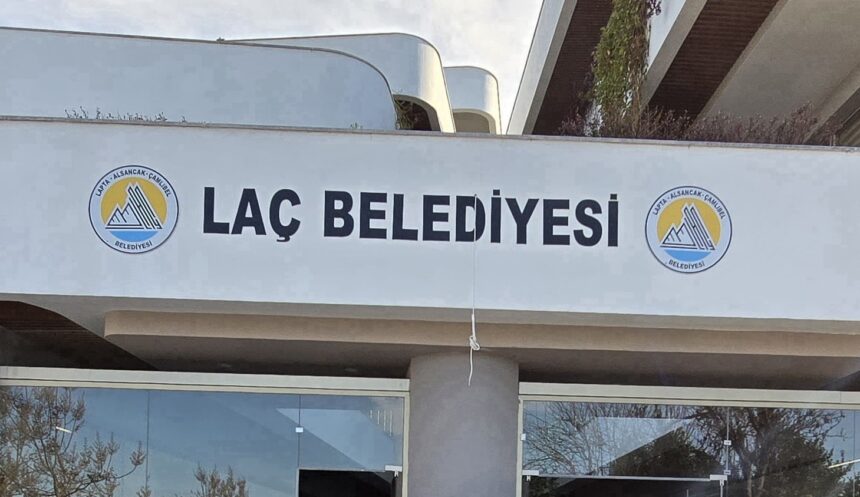 LAPTA - ALSANCAK - ÇAMLIBEL
BELEDİYESİ
LAÇ BELEDİYESİ
LAPTA - ALSANCAK - ÇAMLIBEL
BELEDİYESİ